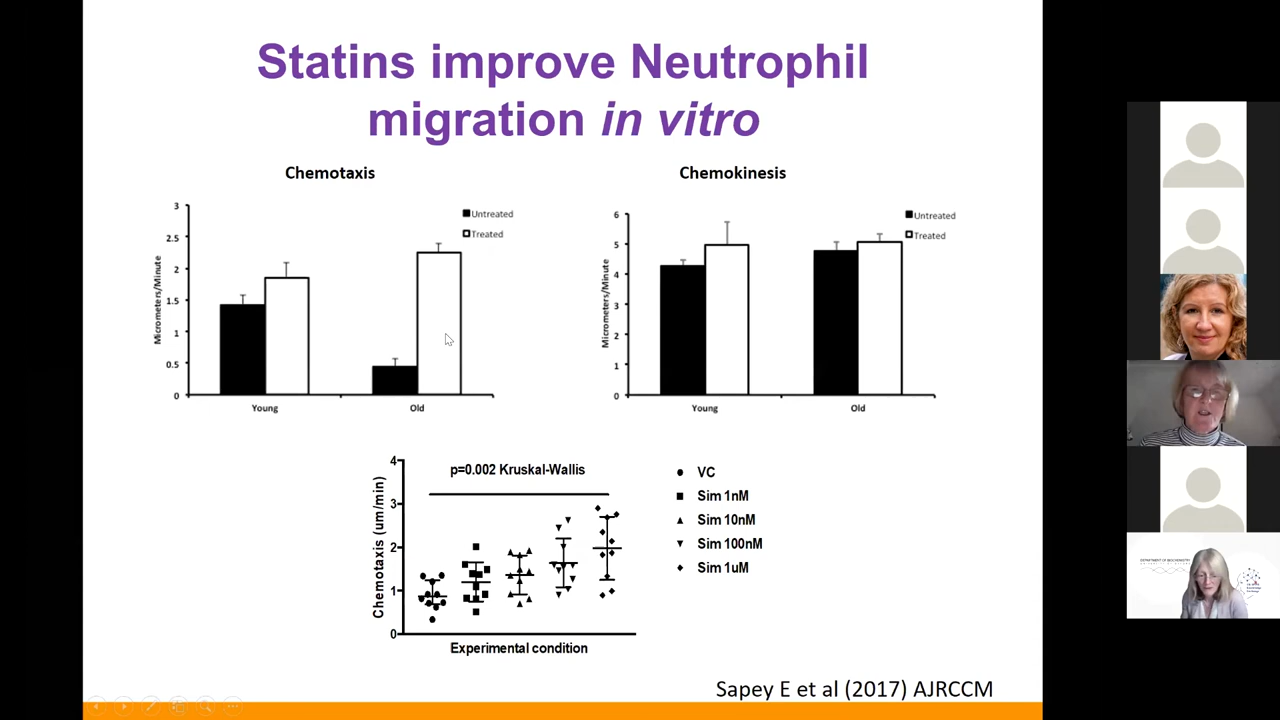 Statins improve Neutrophil
migration in vitro
Chemotaxis
3
2.5
2
1.5
1
0.5
0
Micrometers/Minute
Untreated
Treated
Young
Old
Chemokinesis
6
5
4
3
2
1
0
Micrometers/Minute
Untreated
Treated
Young
Old
4
3
2
1
0
Chemotaxis (um/min)
p=0.002 Kruskal-Wallis
Experimental condition
VC
Sim 1nM
Sim 10nM
Sim 100nM
Sim 1uM
Sapey E et al (2017) AJRCCM
DEPARTMENT OF BIOCHEMISTRY